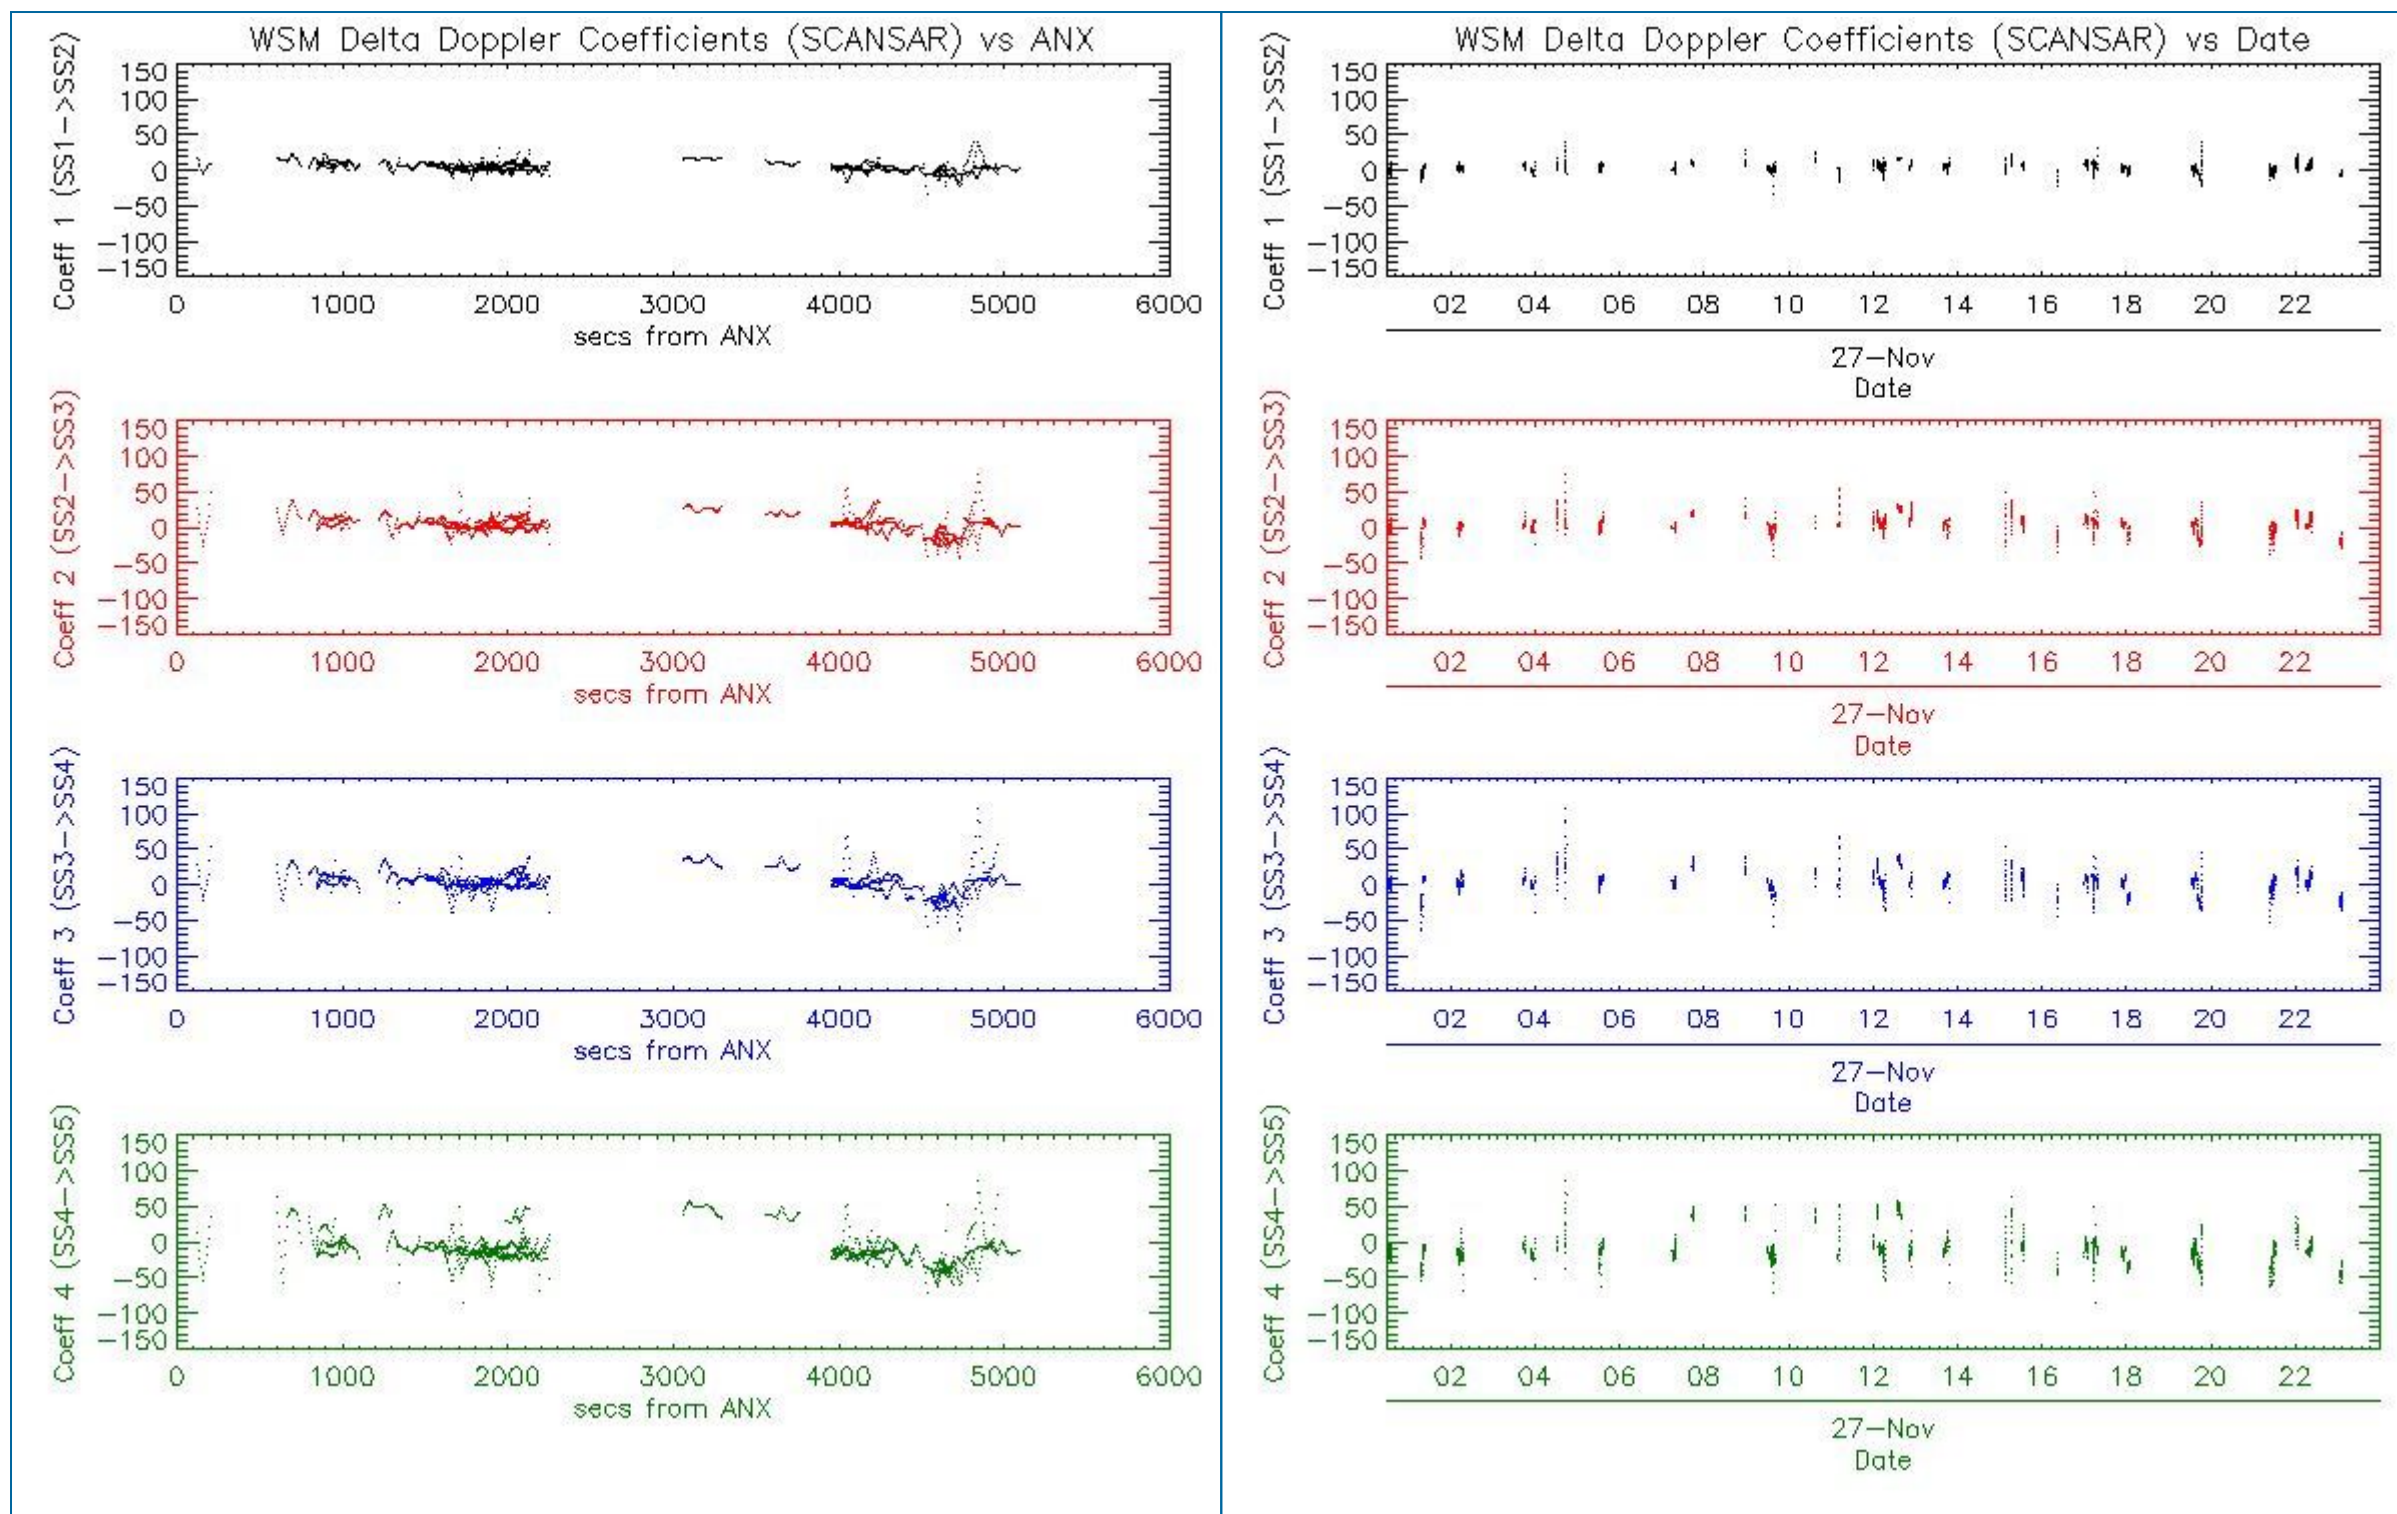 WSM Delta Doppler Coefficients (SCANSAR) vs ANX
Coeff 1 (SS1->SS2)
150
100
50
0
-50
-100
-150
0 1000 2000 3000 4000 5000 6000
secs from ANX
Coeff 2 (SS2->SS3)
150
100
50
0
-50
-100
-150
0 1000 2000 3000 4000 5000 6000
secs from ANX
Coeff 3 (SS3->SS4)
150
100
50
0
-50
-100
-150
0 1000 2000 3000 4000 5000 6000
secs from ANX
Coeff 4 (SS4->SS5)
150
100
50
0
-50
-100
-150
0 1000 2000 3000 4000 5000 6000
secs from ANX
WSM Delta Doppler Coefficients (SCANSAR) vs Date
Coeff 1 (SS1->SS2)
150
100
50
0
-50
-100
-150
02 04 06 08 10 12 14 16 18 20 22
27-Nov
Date
Coeff 2 (SS2->SS3)
150
100
50
0
-50
-100
-150
02 04 06 08 10 12 14 16 18 20 22
27-Nov
Date
Coeff 3 (SS3->SS4)
150
100
50
0
-50
-100
-150
02 04 06 08 10 12 14 16 18 20 22
27-Nov
Date
Coeff 4 (SS4->SS5)
150
100
50
0
-50
-100
-150
02 04 06 08 10 12 14 16 18 20 22
27-Nov
Date